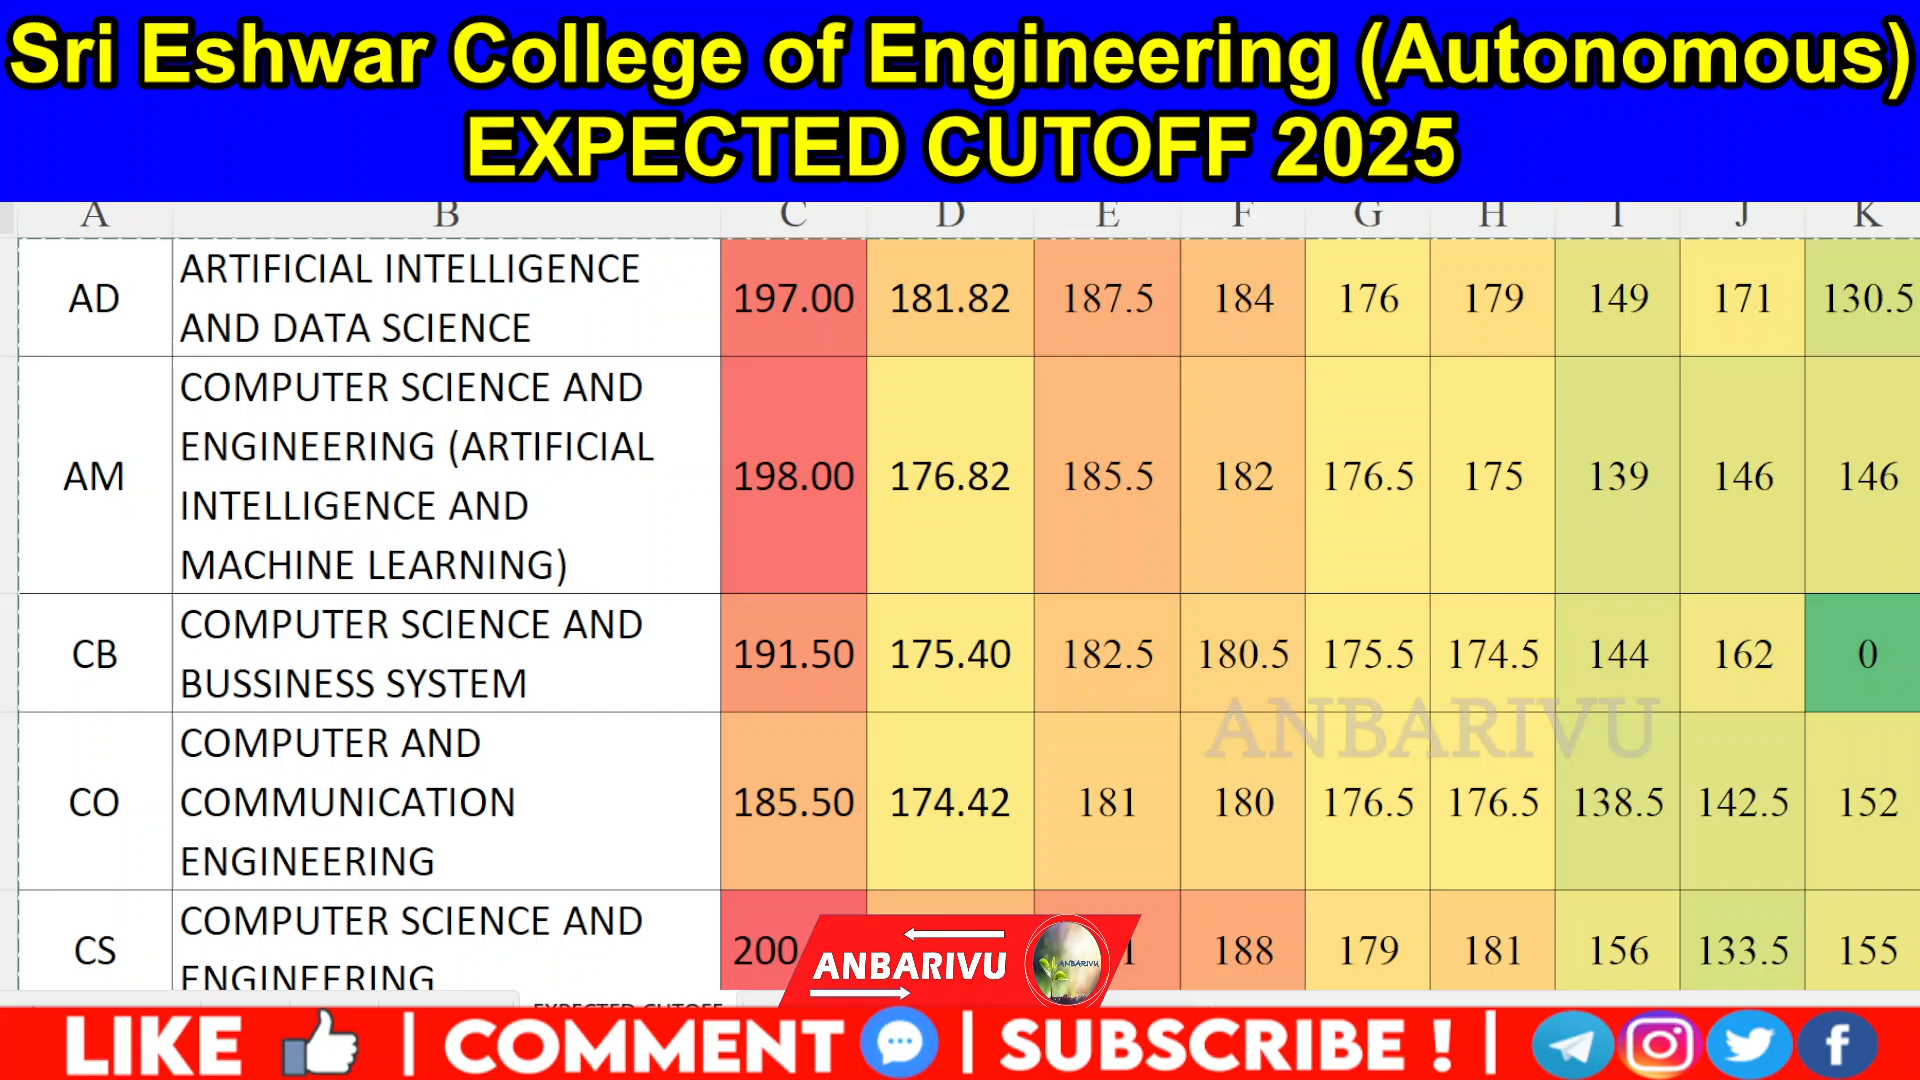 Sri Eshwar College of Engineering (Autonomous)
EXPECTED CUTOFF 2025
A B C D E F G H I J K
AD ARTIFICIAL INTELLIGENCE AND DATA SCIENCE 197.00 181.82 187.5 184 176 179 149 171 130.5
AM COMPUTER SCIENCE AND ENGINEERING (ARTIFICIAL INTELLIGENCE AND MACHINE LEARNING) 198.00 176.82 185.5 182 176.5 175 139 146 146
CB COMPUTER SCIENCE AND BUSSINESS SYSTEM 191.50 175.40 182.5 180.5 175.5 174.5 144 162 0
ANBARIVU
CO COMPUTER AND COMMUNICATION ENGINEERING 185.50 174.42 181 180 176.5 176.5 138.5 142.5 152
CS COMPUTER SCIENCE AND ENGINEERING 200 188 179 181 156 133.5 155
ANBARIVU
ANBARIVU
EXPECTED CUTOFF
LIKE | COMMENT | SUBSCRIBE ! |